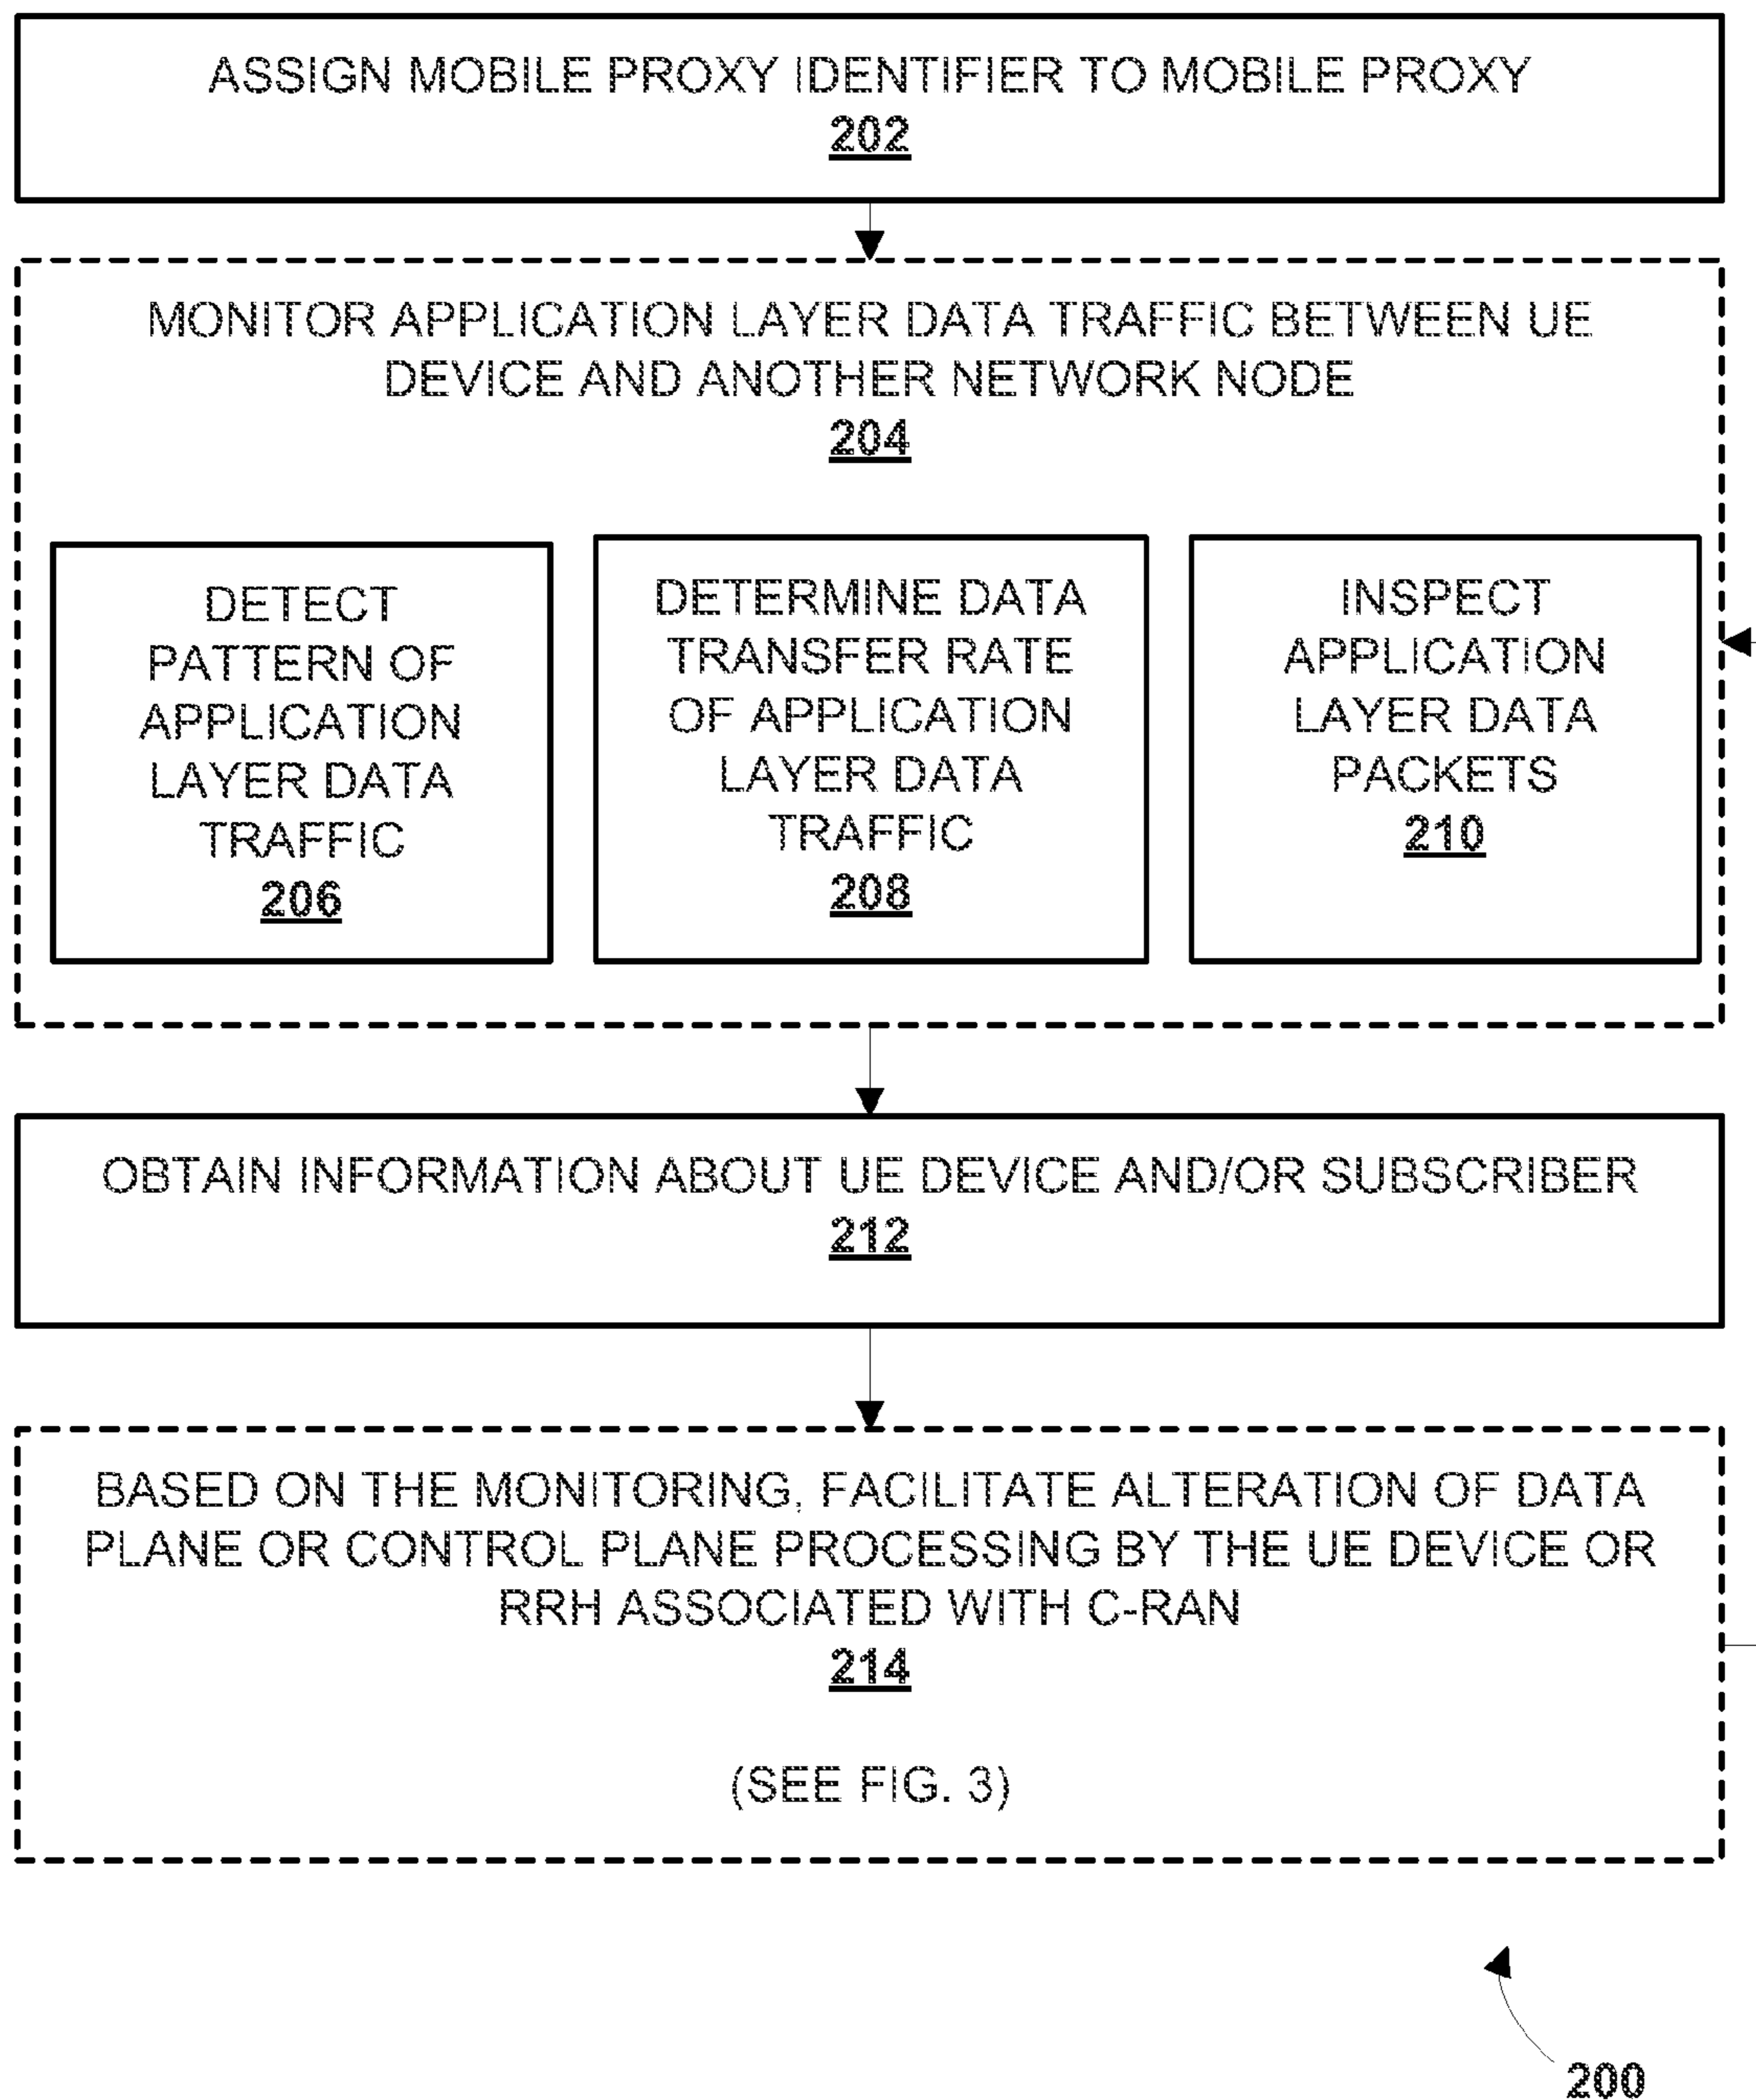 ASSIGN MOBILE PROXY IDENTIFIER TO MOBILE PROXY
202
MONITOR APPLICATION LAYER DATA TRAFFIC BETWEEN UE
DEVICE AND ANOTHER NETWORK NODE
204
DETECT
PATTERN OF
APPLICATION
LAYER DATA
TRAFFIC
206
DETERMINE DATA
TRANSFER RATE
OF APPLICATION
LAYER DATA
TRAFFIC
208
INSPECT
APPLICATION
LAYER DATA
PACKETS
210
OBTAIN INFORMATION ABOUT UE DEVICE AND/OR SUBSCRIBER
212
BASED ON THE MONITORING, FACILITATE ALTERATION OF DATA
PLANE OR CONTROL PLANE PROCESSING BY THE UE DEVICE OR
RRH ASSOCIATED WITH C-RAN
214
(SEE FIG. 3)
200